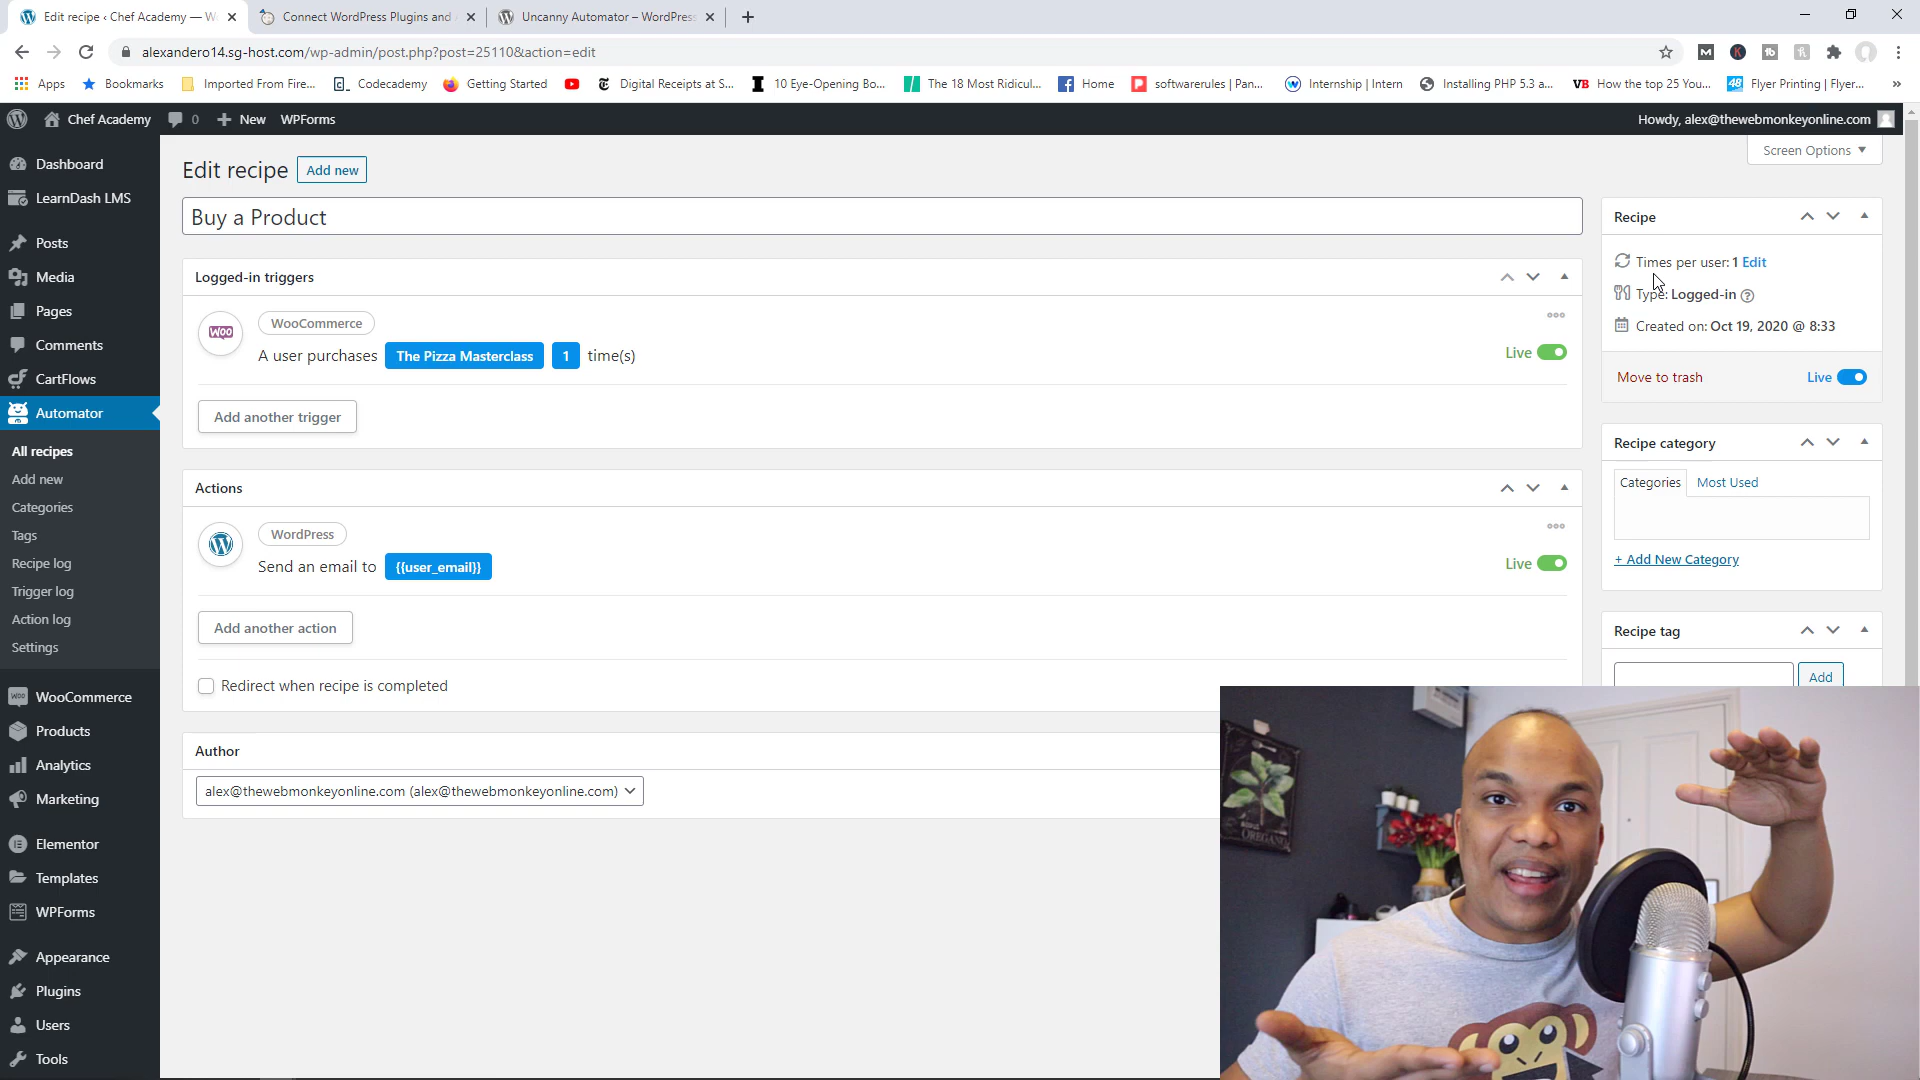 Edit recipe ‹ Chef Academy — W
Connect WordPress Plugins and
Uncanny Automator – WordPress
alexandero14.sg-host.com/wp-admin/post.php?post=25110&action=edit
Apps
Bookmarks
Imported From Fire...
Codecademy
Getting Started
Digital Receipts at S...
10 Eye-Opening Bo...
The 18 Most Ridicul...
Home
softwarerules | Pan...
Internship | Intern
Installing PHP 5.3 a...
How the top 25 You...
Flyer Printing | Flyer...
Chef Academy
0
New
WPForms
Howdy, alex@thewebmonkeyonline.com
Screen Options
Dashboard
LearnDash LMS
Posts
Media
Pages
Comments
CartFlows
Automator
All recipes
Add new
Categories
Tags
Recipe log
Trigger log
Action log
Settings
WooCommerce
Products
Analytics
Marketing
Elementor
Templates
WPForms
Appearance
Plugins
Users
Tools
Edit recipe
Add new
Buy a Product
Logged-in triggers
WooCommerce
A user purchases The Pizza Masterclass 1 time(s)
Live
Add another trigger
Actions
WordPress
Send an email to {{user_email}}
Live
Add another action
Redirect when recipe is completed
Author
alex@thewebmonkeyonline.com (alex@thewebmonkeyonline.com)
Recipe
Times per user: 1 Edit
Type: Logged-in
Created on: Oct 19, 2020 @ 8:33
Move to trash
Live
Recipe category
Categories
Most Used
+ Add New Category
Recipe tag
Add
OREGANO